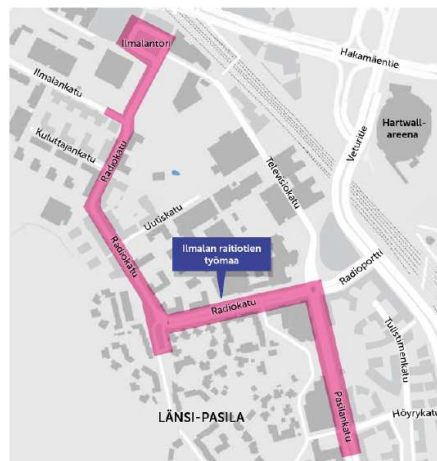 Ilmalantori
Hakamäentie
Ilmalankatu
Hartwall-
areena
Kuluttajankatu
Radiokatu
Veturitie
Televisiokatu
Uutiskatu
Radiokatu
Ilmalan raitiotien
työmaa
Radioportti
Radiokatu
Tulistimenkatu
Pasilankatu
LÄNSI-PASILA
Höyrykatu